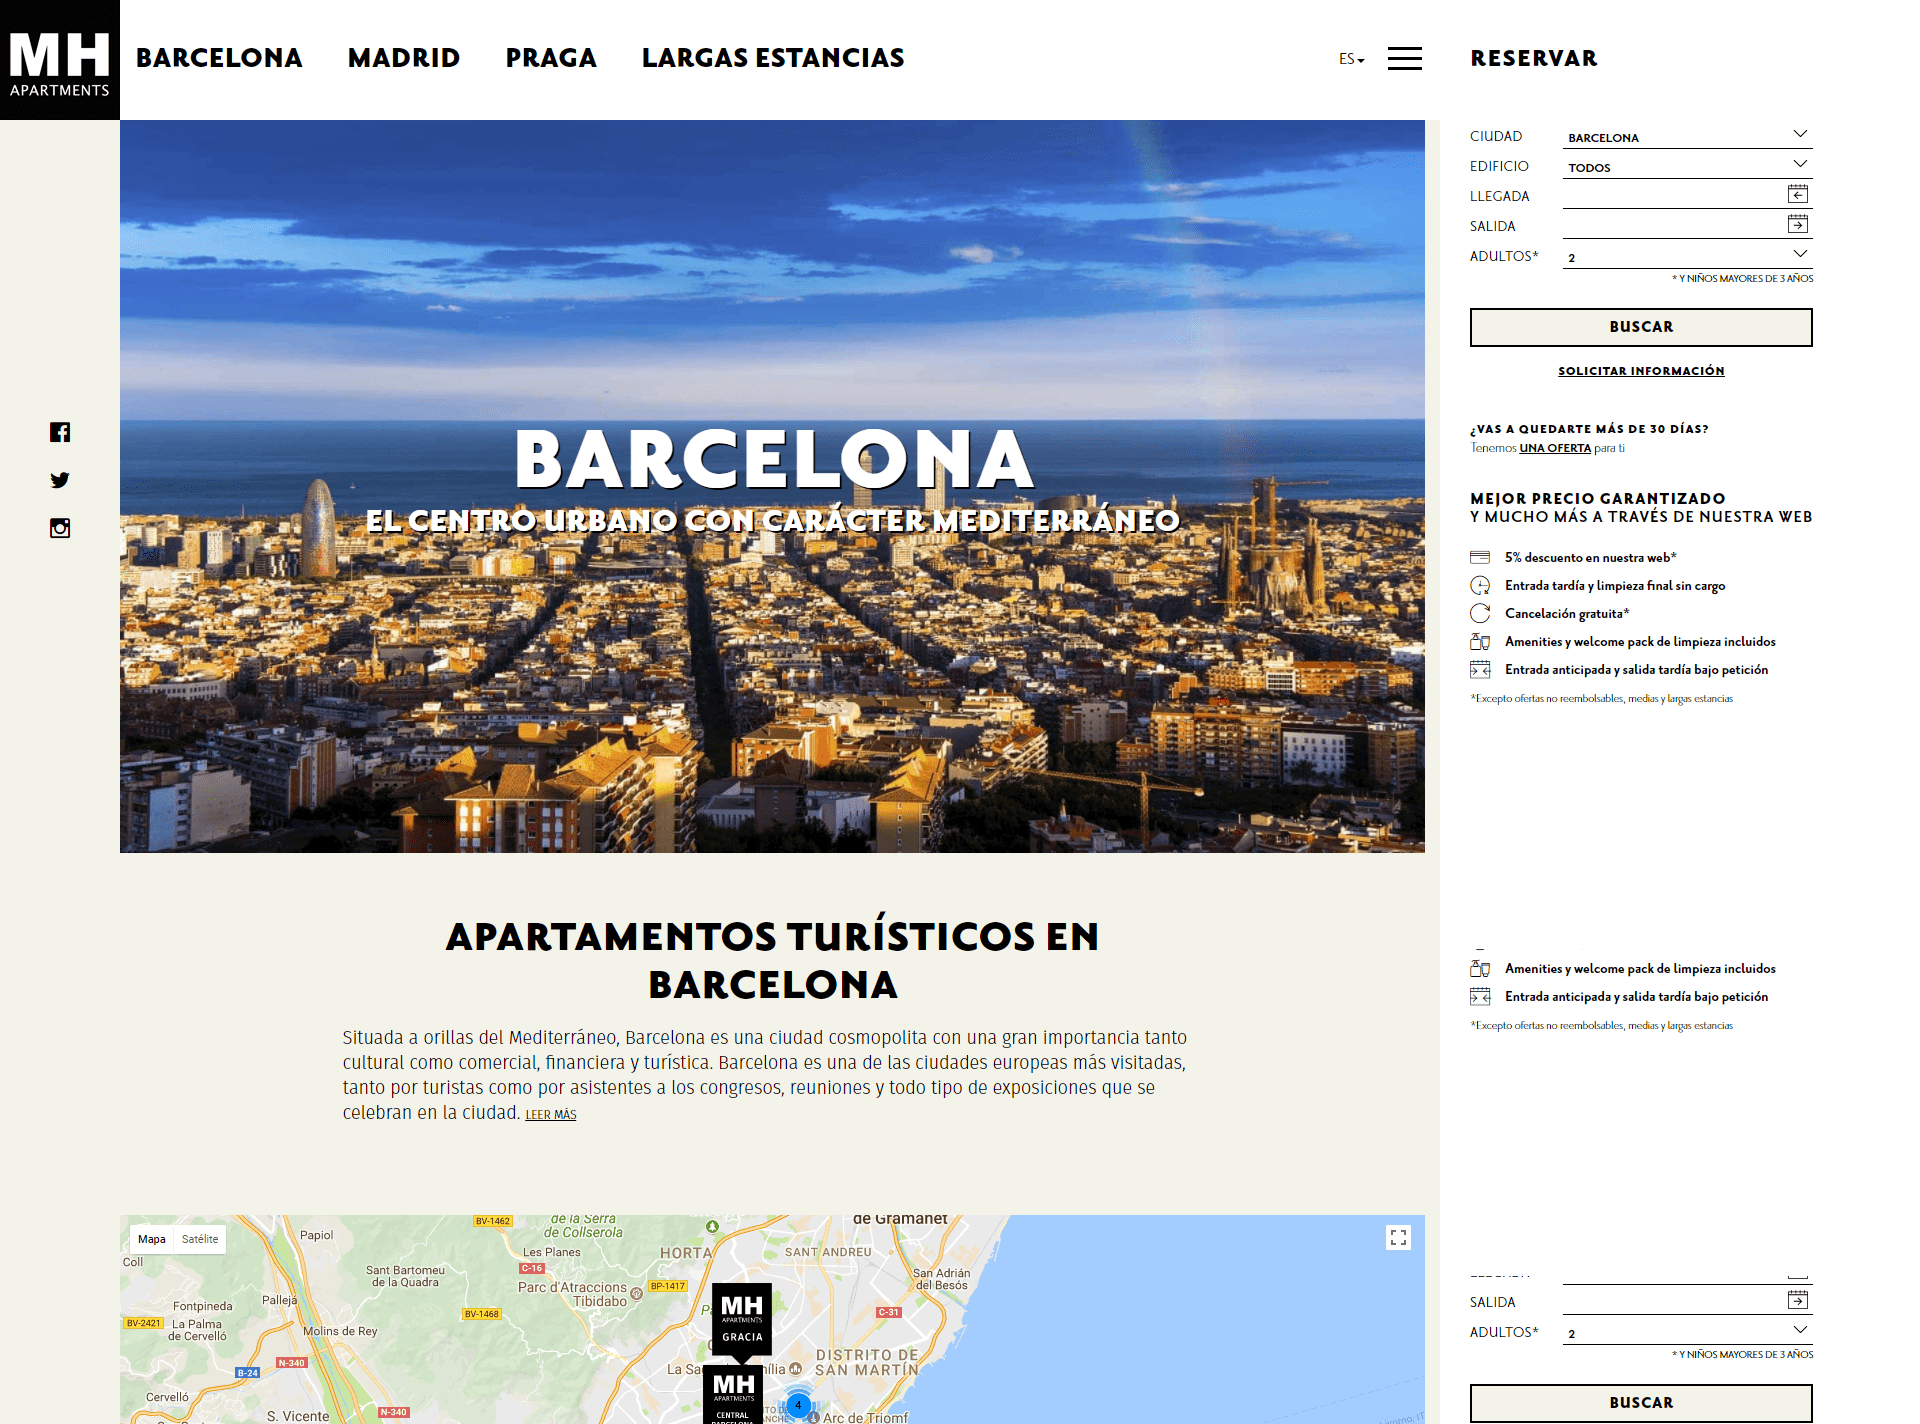 MH
APARTMENTS
BARCELONA
MADRID
PRAGA
LARGAS ESTANCIAS
ES
RESERVAR
CIUDAD
BARCELONA
EDIFICIO
TODOS
LLEGADA
SALIDA
ADULTOS*
2
* Y NIÑOS MAYORES DE 3 AÑOS
BUSCAR
SOLICITAR INFORMACIÓN
¿VAS A QUEDARTE MÁS DE 30 DÍAS?
Tenemos UNA OFERTA para ti
MEJOR PRECIO GARANTIZADO
Y MUCHO MÁS A TRAVÉS DE NUESTRA WEB
5% descuento en nuestra web*
Entrada tardía y limpieza final sin cargo
Cancelación gratuita*
Amenities y welcome pack de limpieza incluidos
Entrada anticipada y salida tardía bajo petición
*Excepto ofertas no reembolsables, medias y largas estancias
BARCELONA
EL CENTRO URBANO CON CARÁCTER MEDITERRÁNEO
APARTAMENTOS TURÍSTICOS EN
BARCELONA
Situada a orillas del Mediterráneo, Barcelona es una ciudad cosmopolita con una gran importancia tanto
cultural como comercial, financiera y turística. Barcelona es una de las ciudades europeas más visitadas,
tanto por turistas como por asistentes a los congresos, reuniones y todo tipo de exposiciones que se
celebran en la ciudad. LEER MÁS
Amenities y welcome pack de limpieza incluidos
Entrada anticipada y salida tardía bajo petición
*Excepto ofertas no reembolsables, medias y largas estancias
Mapa
Satélite
Coll
Papiol
BV-1462
de la Serra
de Collserola
Les Planes
C-16
HORTA
SANT ANDREU
de Gramanet
Sant Bartomeu
de la Quadra
Parc d'Atraccions
Tibidabo
BP-1417
San Adrián
del Besós
Fontpineda
Pallejá
BV-1468
C-31
BV-2421
La Palma
de Cervelló
Molins de Rey
MH
APARTMENTS
GRACIA
N-340
B-24
DISTRITO DE
SAN MARTÍN
MH
APARTMENTS
CENTRAL
4
Cervelló
N-340
S. Vicente
Arc de Triomf
SALIDA
ADULTOS*
2
* Y NIÑOS MAYORES DE 3 AÑOS
BUSCAR